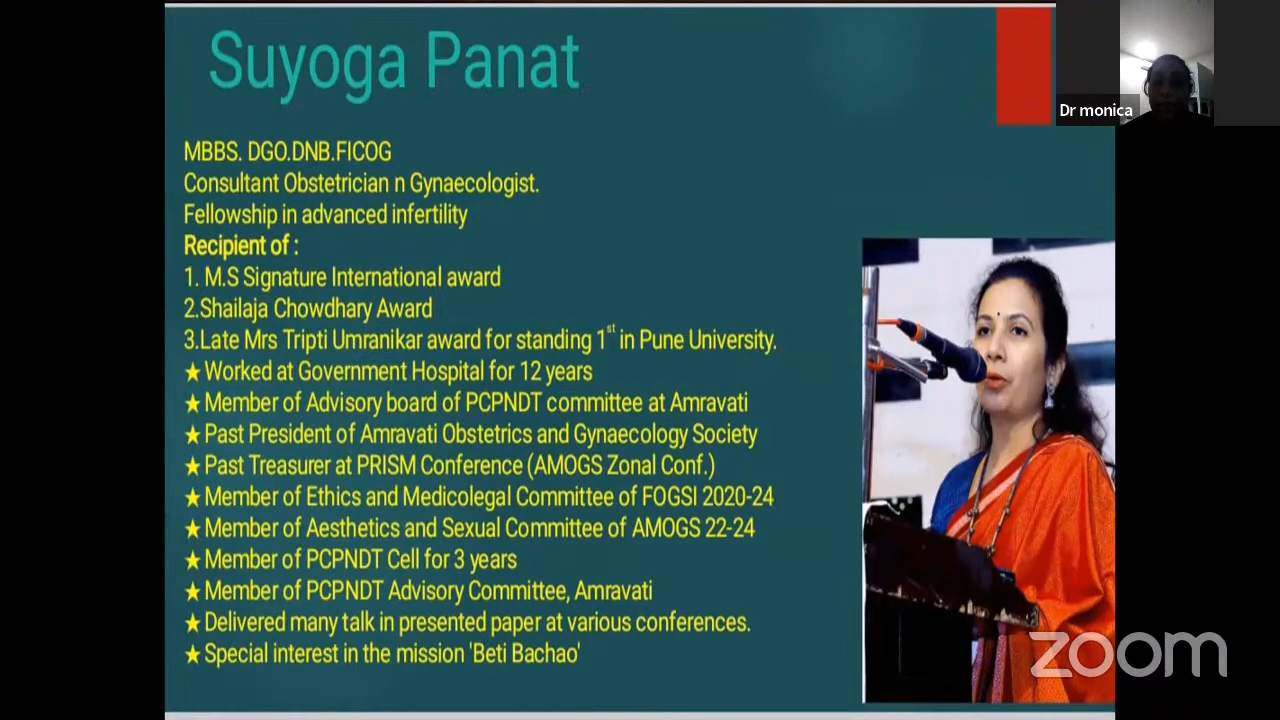 Suyoga Panat
Dr monica
MBBS. DGO.DNB.FICOG
Consultant Obstetrician n Gynaecologist.
Fellowship in advanced infertility
Recipient of :
1. M.S Signature International award
2.Shailaja Chowdhary Award
3.Late Mrs Tripti Umranikar award for standing 1st in Pune University.
★ Worked at Government Hospital for 12 years
★ Member of Advisory board of PCPNDT committee at Amravati
★ Past President of Amravati Obstetrics and Gynaecology Society
★ Past Treasurer at PRISM Conference (AMOGS Zonal Conf.)
★ Member of Ethics and Medicolegal Committee of FOGSI 2020-24
★ Member of Aesthetics and Sexual Committee of AMOGS 22-24
★ Member of PCPNDT Cell for 3 years
★ Member of PCPNDT Advisory Committee, Amravati
★ Delivered many talk in presented paper at various conferences.
★ Special interest in the mission 'Beti Bachao'
zoom